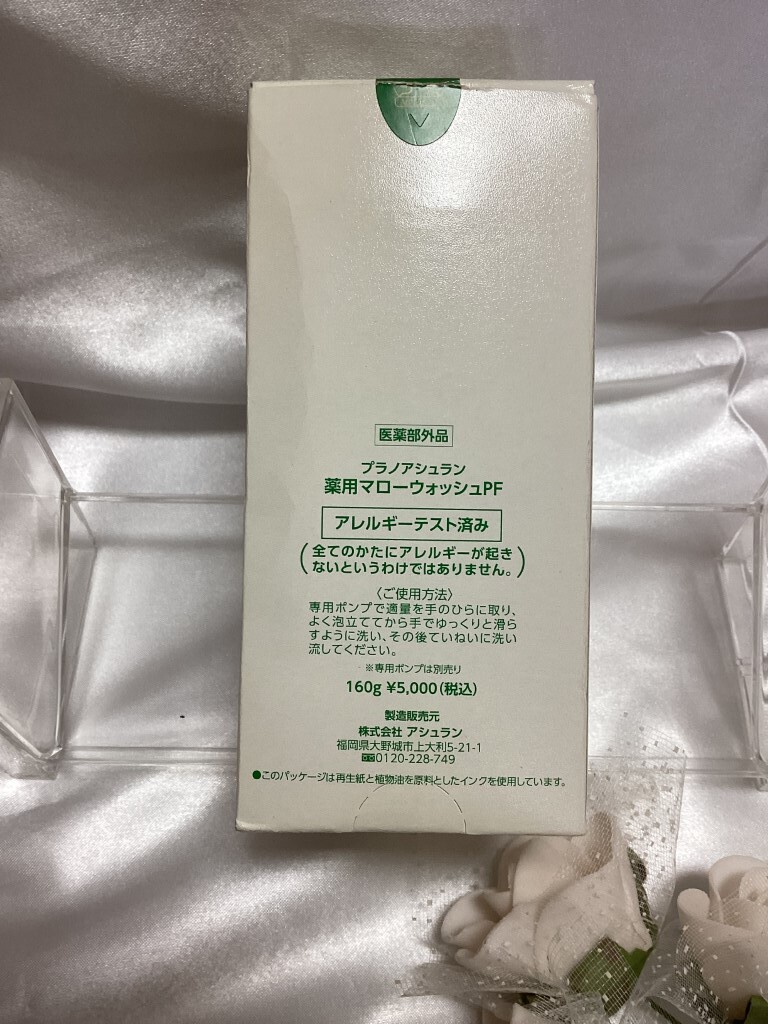 医薬部外品
プラノアシュラン
薬用マローウォッシュPF
アレルギーテスト済み
(全てのかたにアレルギーが起き
ないというわけではありません。)
〈ご使用方法〉
専用ポンプで適量を手のひらに取り、
よく泡立ててから手でゆっくりと滑ら
すように洗い、その後ていねいに洗い
流してください。
※専用ポンプは別売り
160g ¥5,000(税込)
製造販売元
株式会社 アシュラン
福岡県大野城市上大利5-21-1
0120-228-749
●このパッケージは再生紙と植物油を原料としたインクを使用しています。